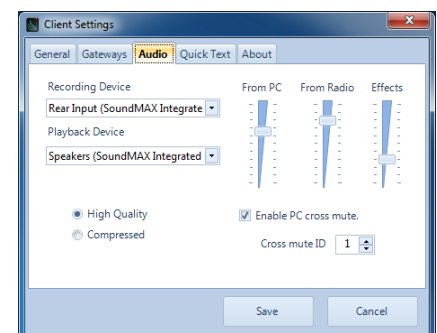 Client Settings
General Gateways Audio Quick Text About
Recording Device
From PC From Radio Effects
Rear Input (SoundMAX Integrate
Playback Device
Speakers (SoundMAX Integrated
High Quality
Enable PC cross mute.
Compressed
Cross mute ID 1
Save Cancel